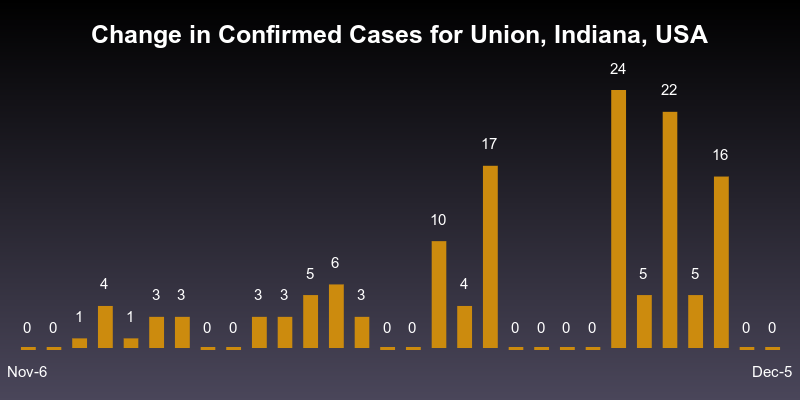 Change in Confirmed Cases for Union, Indiana, USA
0 0 1 4 1 3 3 0 0 3 3 5 6 3 0 0 10 4 17 0 0 0 0 24 5 22 5 16 0 0
Nov-6 Dec-5